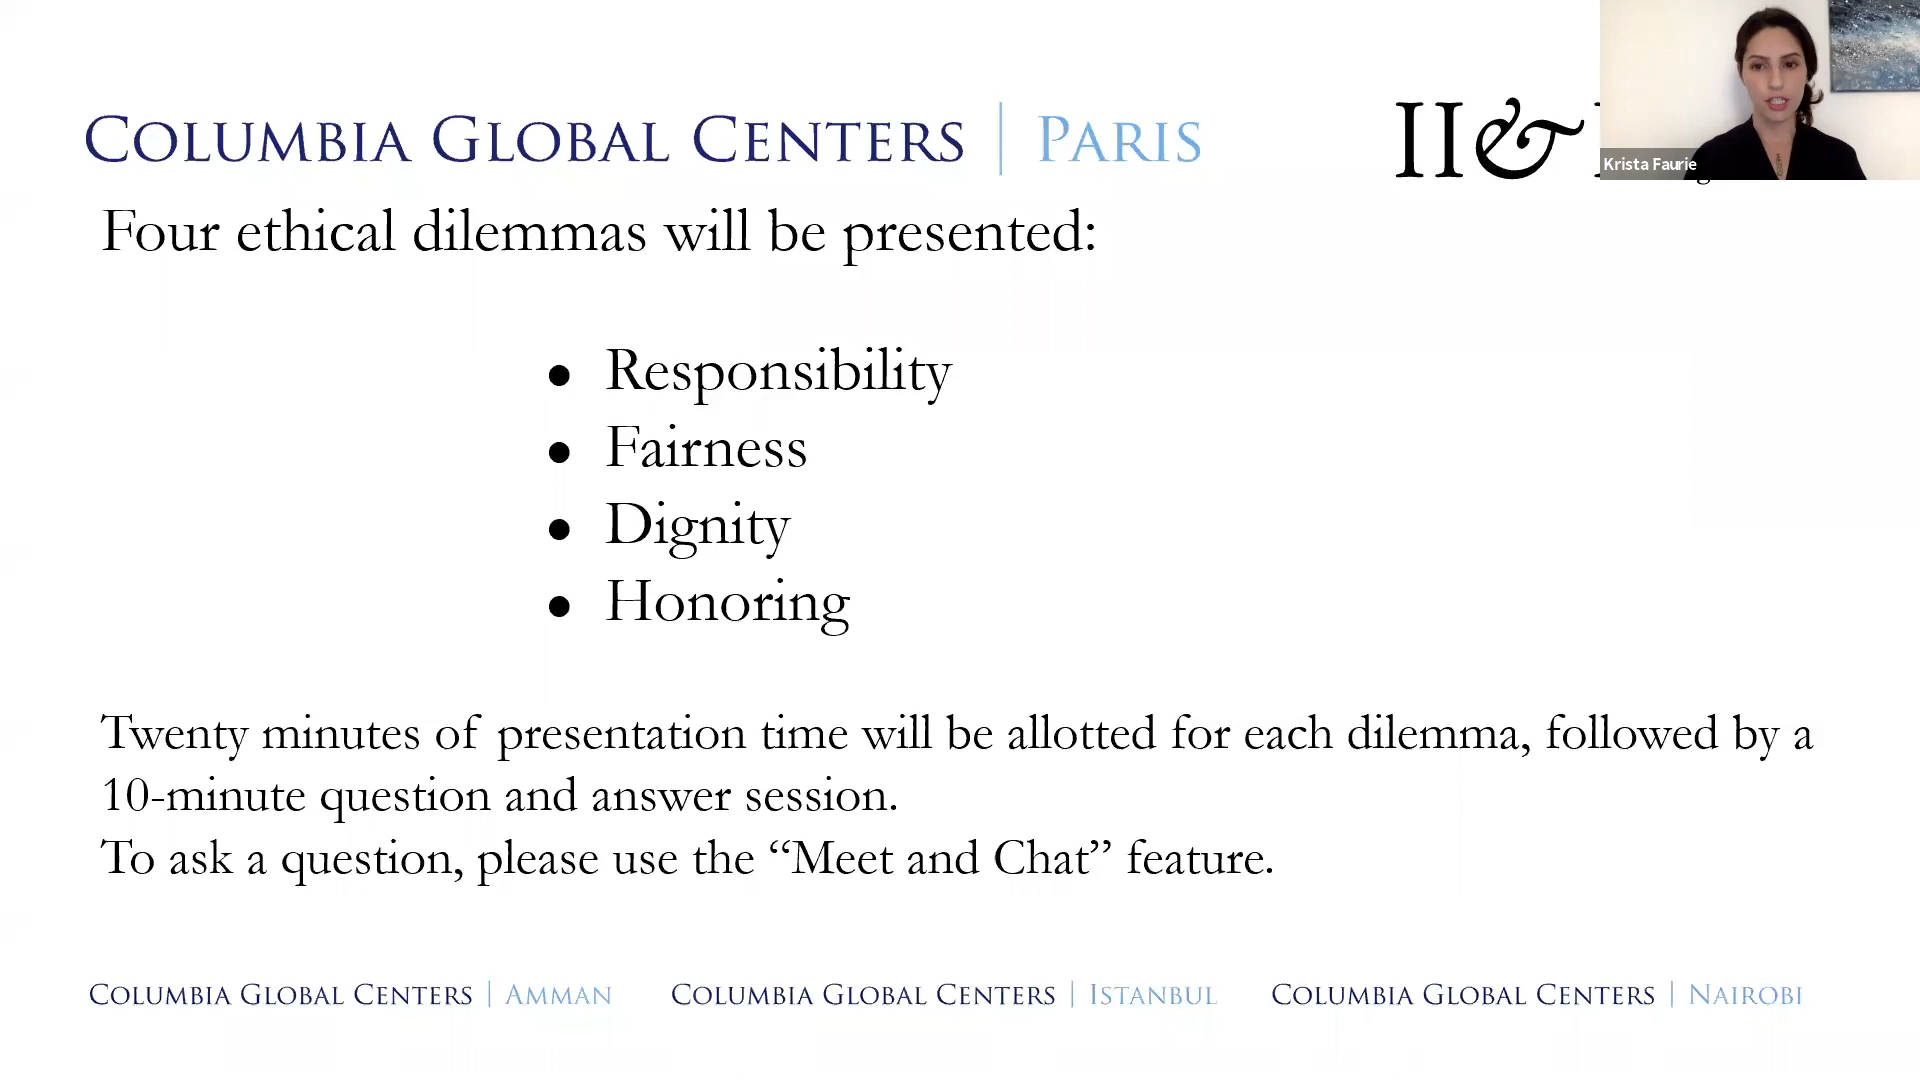 COLUMBIA GLOBAL CENTERS | PARIS
II&
Krista Faurie
Four ethical dilemmas will be presented:
● Responsibility
● Fairness
● Dignity
● Honoring
Twenty minutes of presentation time will be allotted for each dilemma, followed by a
10-minute question and answer session.
To ask a question, please use the “Meet and Chat” feature.
COLUMBIA GLOBAL CENTERS | AMMAN
COLUMBIA GLOBAL CENTERS | ISTANBUL
COLUMBIA GLOBAL CENTERS | NAIROBI